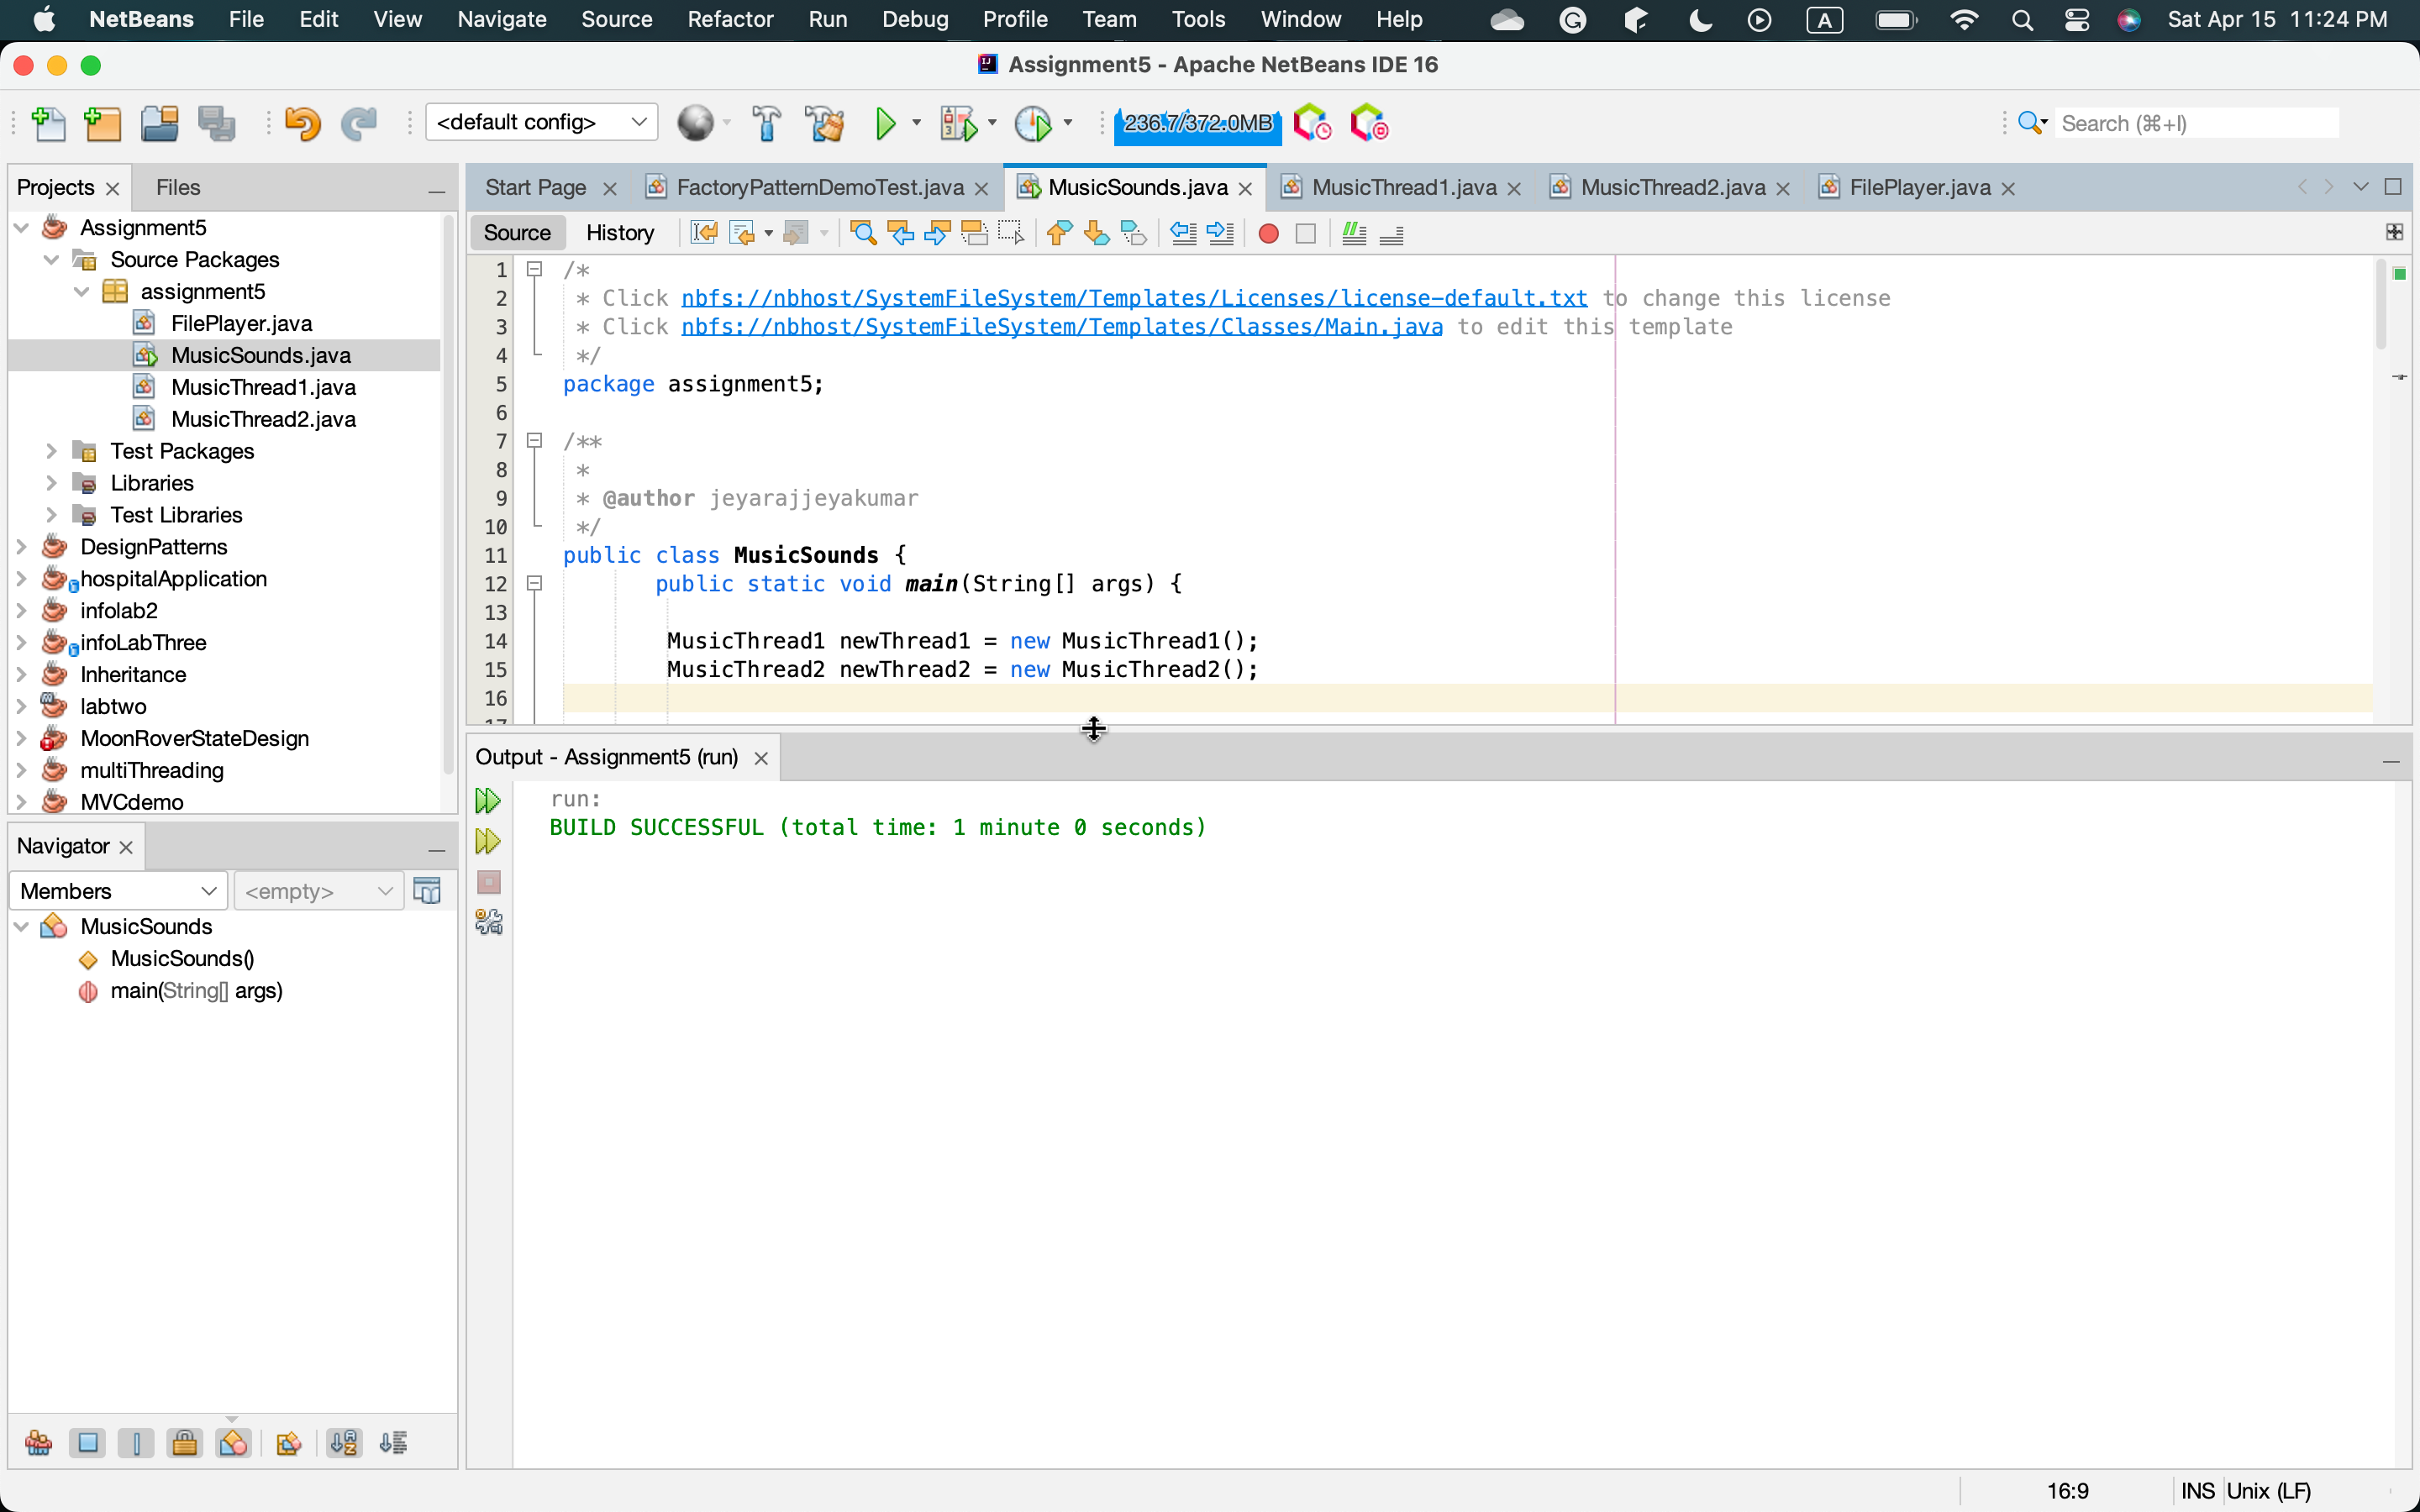 NetBeans File Edit View Navigate Source Refactor Run Debug Profile Team Tools Window Help A Sat Apr 15 11:24 PM
Assignment5 - Apache NetBeans IDE 16
<default config> 236.7/372.0MB Search (⌘+I)
Projects Files
Assignment5
Source Packages
assignment5
FilePlayer.java
MusicSounds.java
MusicThread1.java
MusicThread2.java
Test Packages
Libraries
Test Libraries
DesignPatterns
hospitalApplication
infolab2
infoLabThree
Inheritance
labtwo
MoonRoverStateDesign
multiThreading
MVCdemo
Navigator
Members <empty>
MusicSounds
MusicSounds()
main(String[] args)
Start Page FactoryPatternDemoTest.java MusicSounds.java MusicThread1.java MusicThread2.java FilePlayer.java
Source History
1 /*
2 * Click nbfs://nbhost/SystemFileSystem/Templates/Licenses/license-default.txt to change this license
3 * Click nbfs://nbhost/SystemFileSystem/Templates/Classes/Main.java to edit this template
4 */
5 package assignment5;
6
7 /**
8 *
9 * @author jeyarajjeyakumar
10 */
11 public class MusicSounds {
12 public static void main(String[] args) {
13
14 MusicThread1 newThread1 = new MusicThread1();
15 MusicThread2 newThread2 = new MusicThread2();
16
17
Output - Assignment5 (run)
run:
BUILD SUCCESSFUL (total time: 1 minute 0 seconds)
16:9 INS Unix (LF)